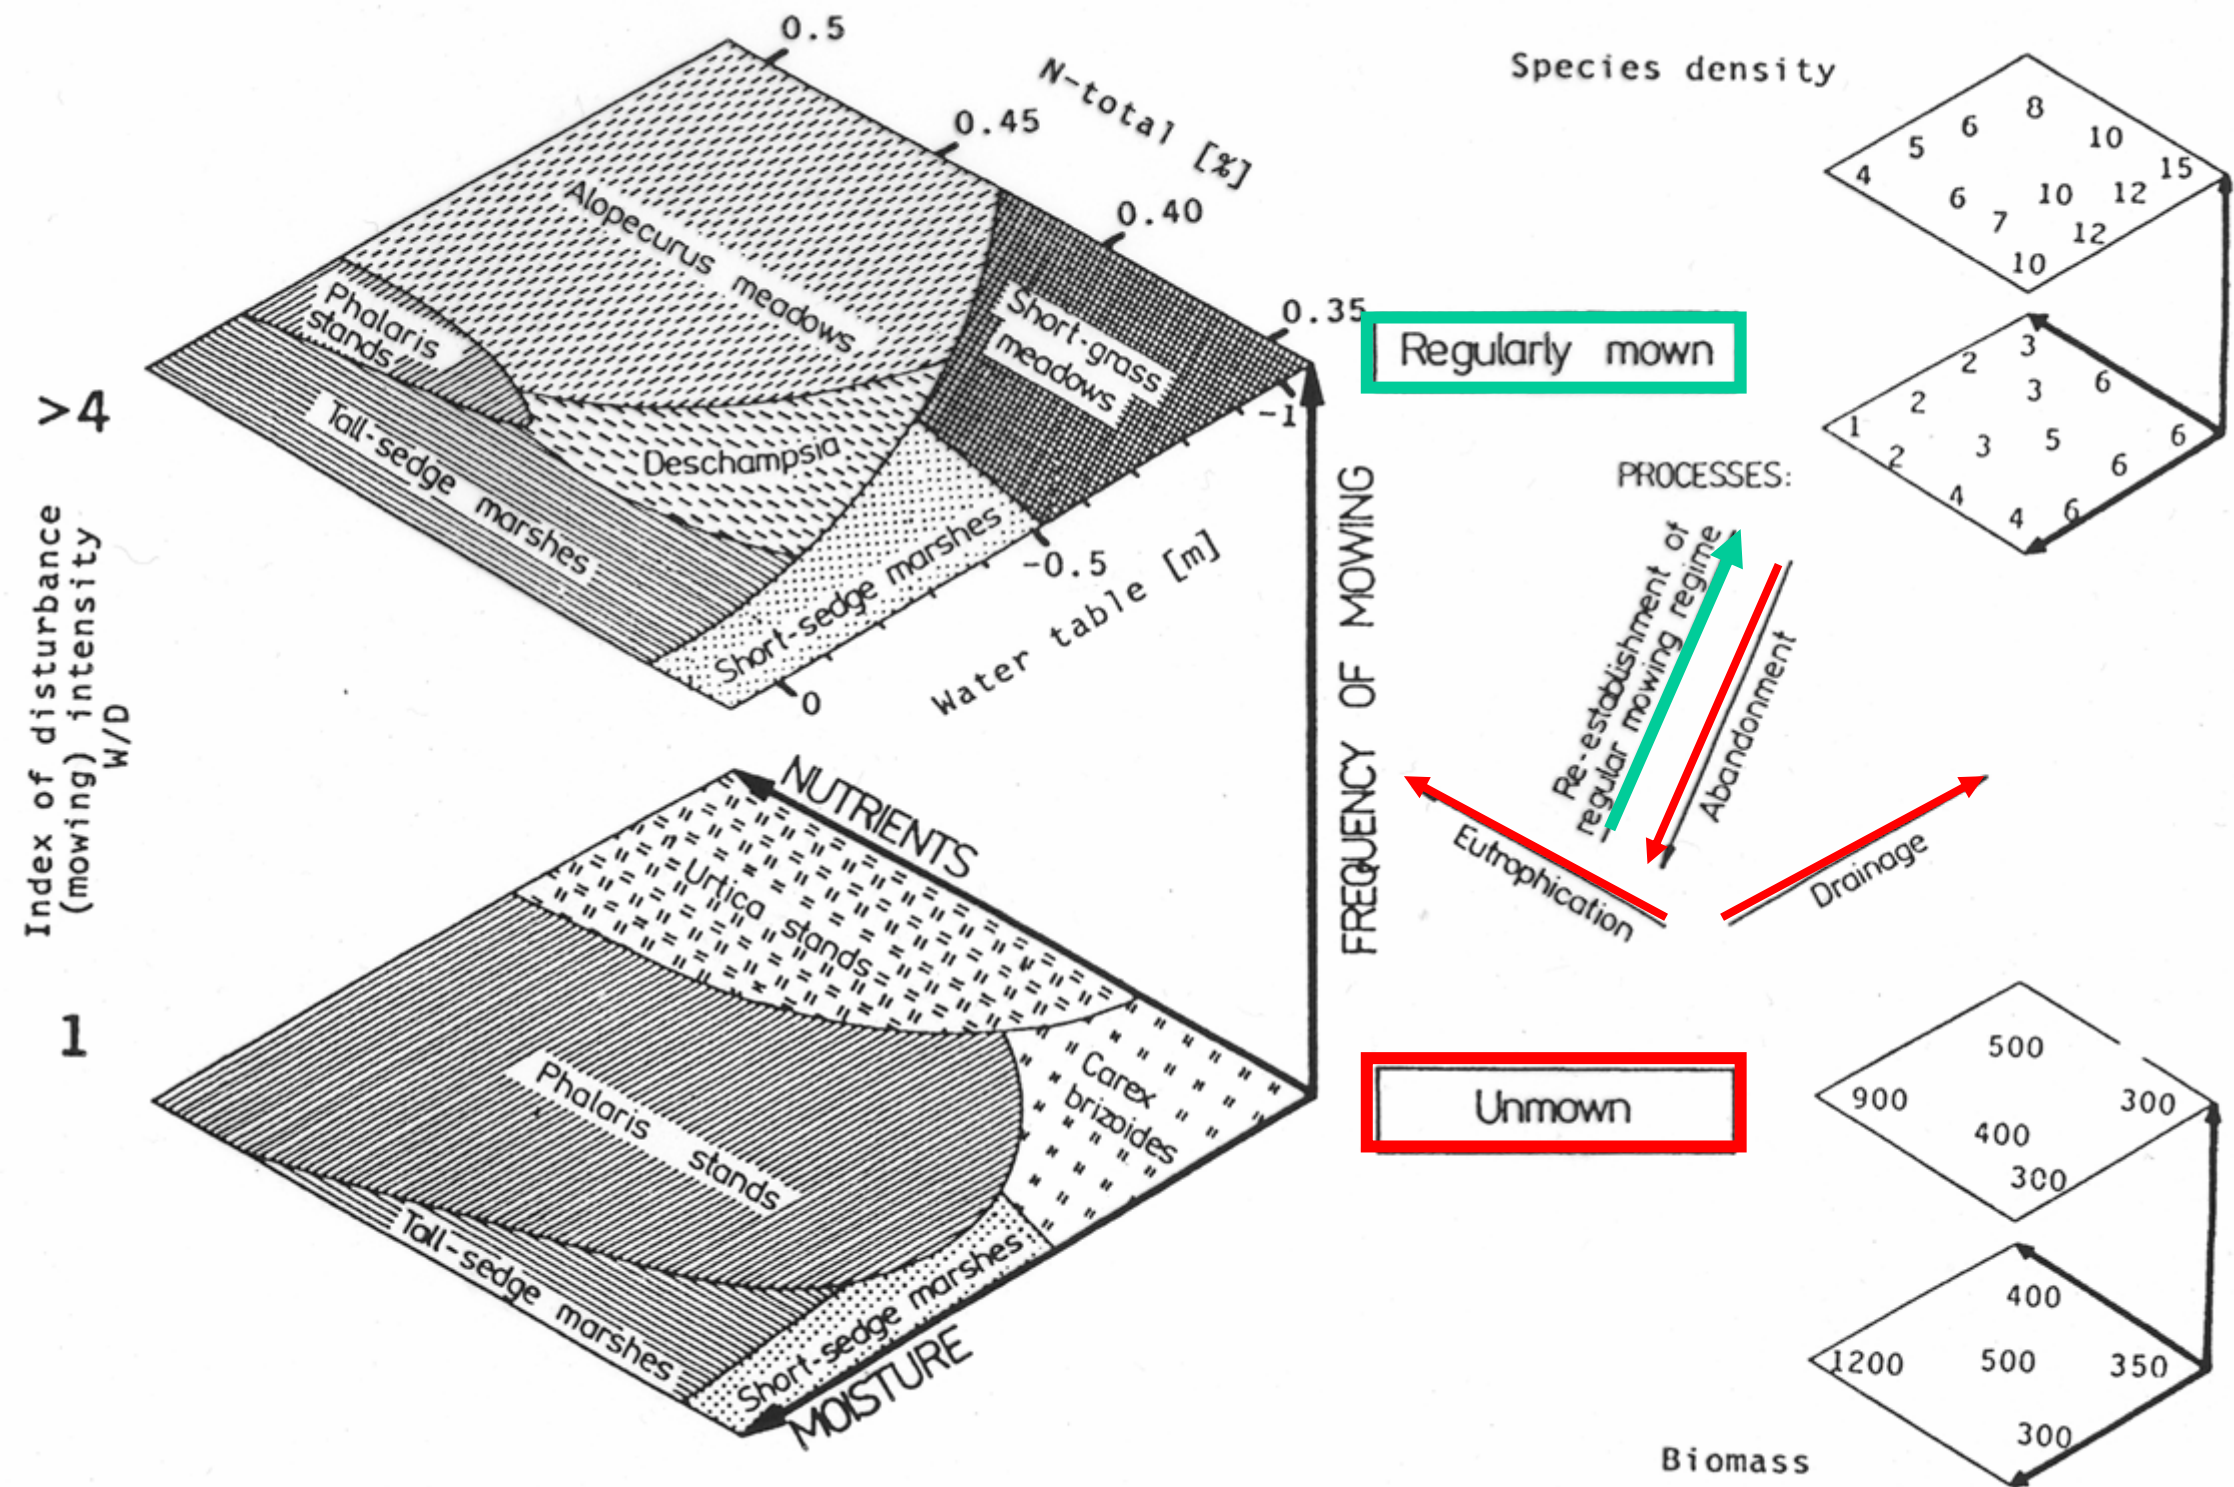 0.5
N-total [%]
0.45
0.40
0.35
Alopecurus meadows
Phalaris
stands
Tall-sedge marshes
Deschampsia
Short-grass
meadows
Short-sedge marshes
-1
-0.5
0
Water table [m]
>4
Index of disturbance
(mowing) intensity
W/D
1
NUTRIENTS
Urtica stands
Phalaris stands
Carex
brizoides
Tall-sedge marshes
Short-sedge marshes
MOISTURE
FREQUENCY OF MOWING
Regularly mown
Unmown
Species density
8
6
10
5
15
4
10
12
6
7
12
10
3
2
6
3
2
1
6
5
3
2
6
4
6
4
PROCESSES:
Re-establishment of
regular mowing regime
Abandonment
Eutrophication
Drainage
500
900
300
400
300
400
1200
500
350
300
Biomass